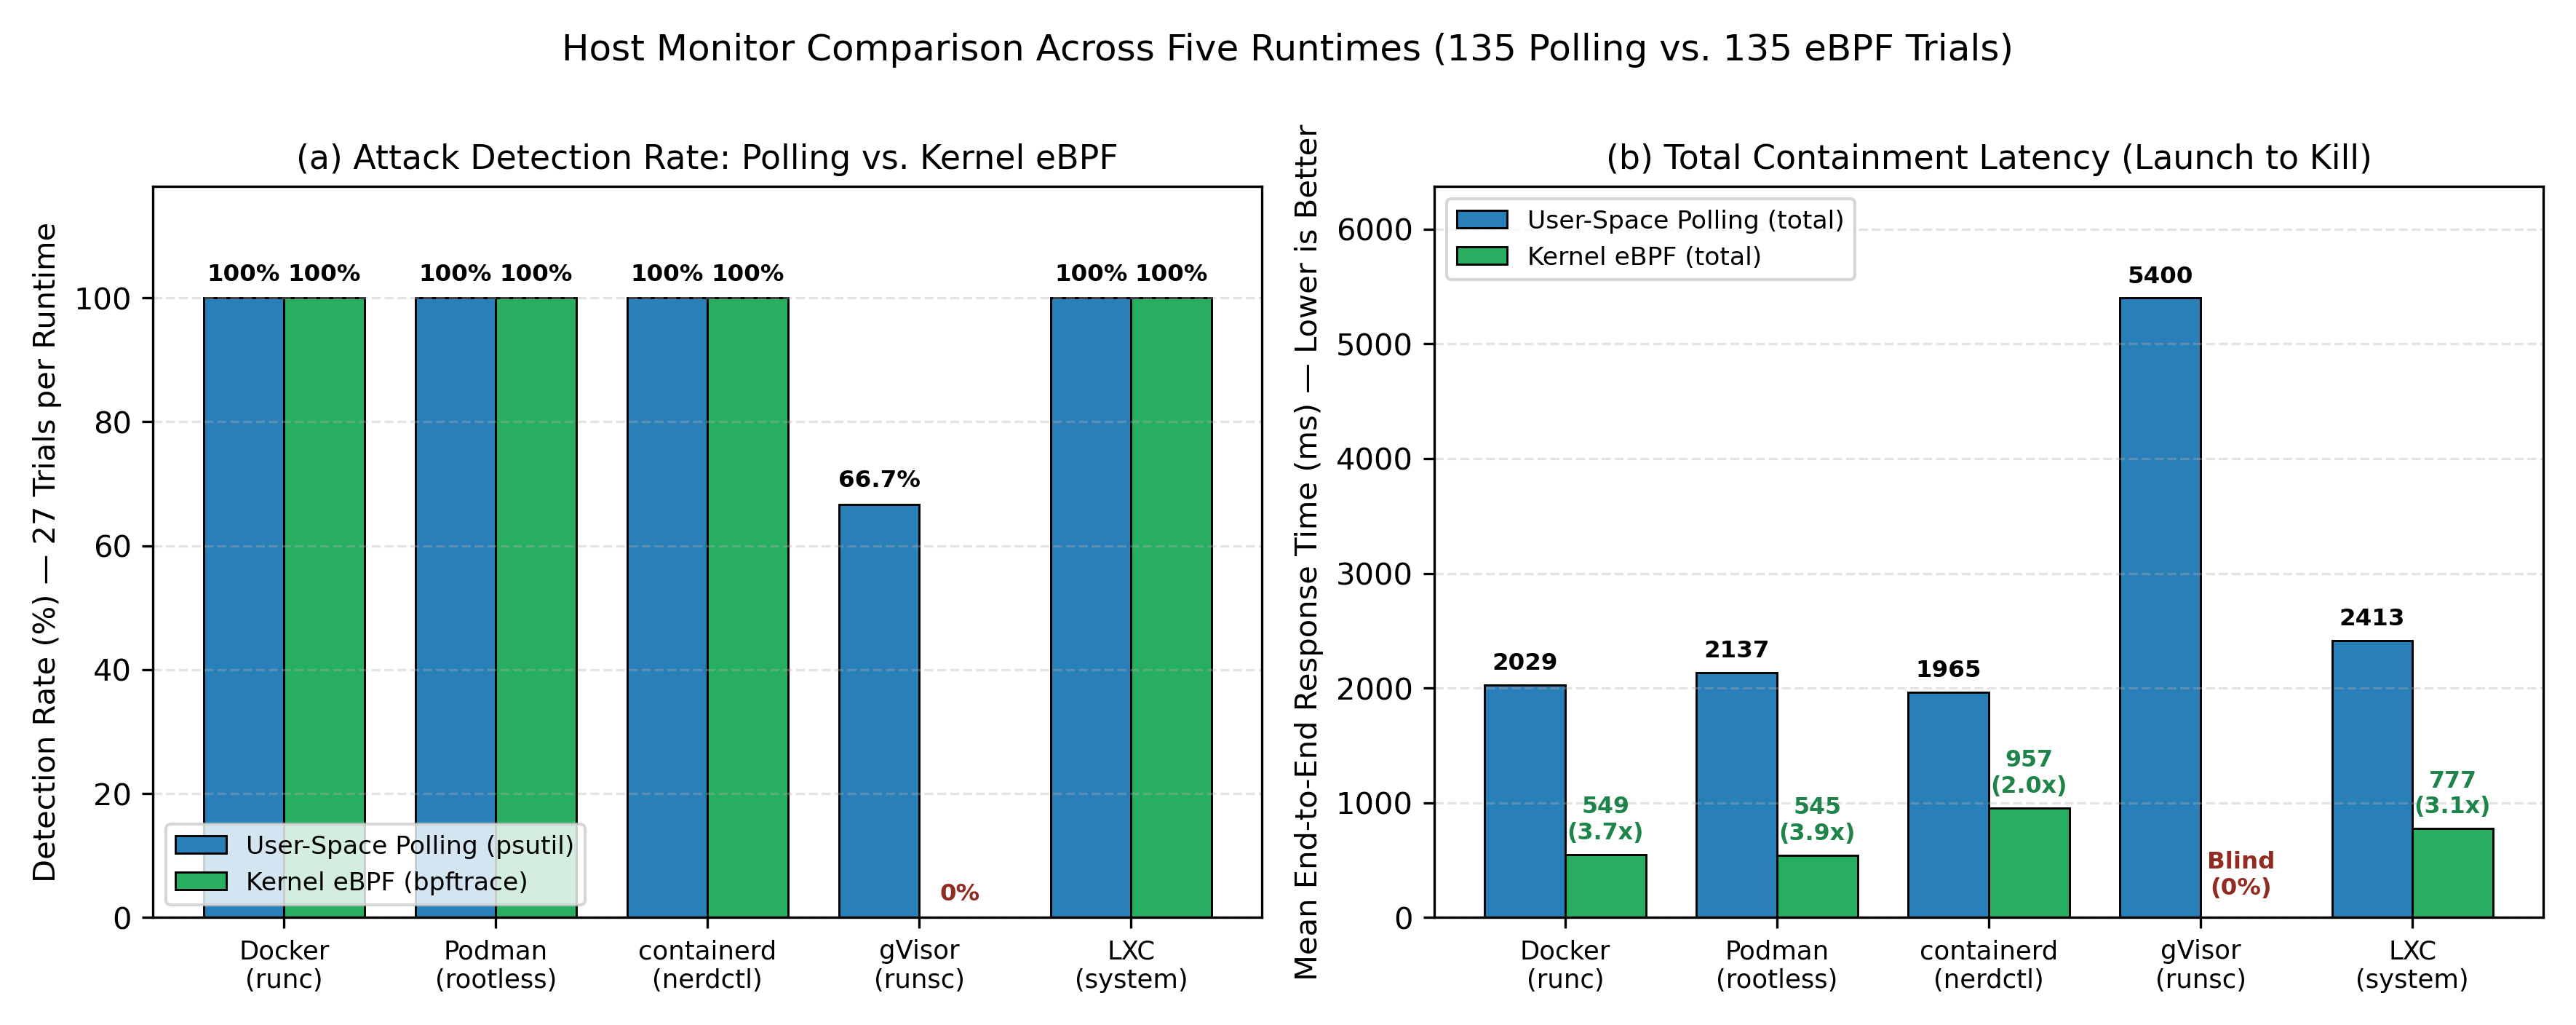 Host Monitor Comparison Across Five Runtimes (135 Polling vs. 135 eBPF Trials)
(a) Attack Detection Rate: Polling vs. Kernel eBPF
Detection Rate (%) — 27 Trials per Runtime
100
80
60
40
20
0
100% 100%
100% 100%
100% 100%
66.7%
0%
100% 100%
User-Space Polling (psutil)
Kernel eBPF (bpftrace)
Docker
(runc)
Podman
(rootless)
containerd
(nerdctl)
gVisor
(runsc)
LXC
(system)
(b) Total Containment Latency (Launch to Kill)
Mean End-to-End Response Time (ms) — Lower is Better
6000
5000
4000
3000
2000
1000
0
User-Space Polling (total)
Kernel eBPF (total)
2029
549
(3.7x)
2137
545
(3.9x)
1965
957
(2.0x)
5400
Blind
(0%)
2413
777
(3.1x)
Docker
(runc)
Podman
(rootless)
containerd
(nerdctl)
gVisor
(runsc)
LXC
(system)